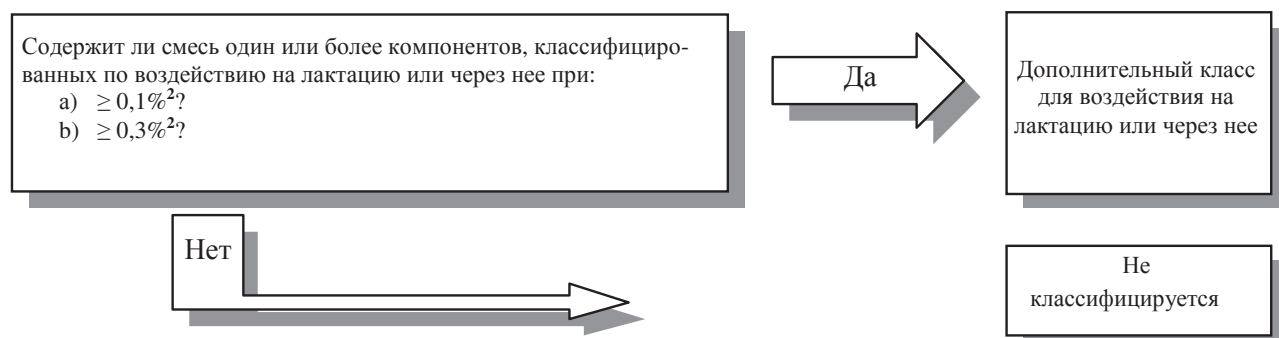 Содержит ли смесь один или более компонентов, классифициро-
ванных по воздействию на лактацию или через нее при:
a) ≥ 0,1%²?
b) ≥ 0,3%²?
Да
Дополнительный класс
для воздействия на
лактацию или через нее
Нет
Не
классифицируется